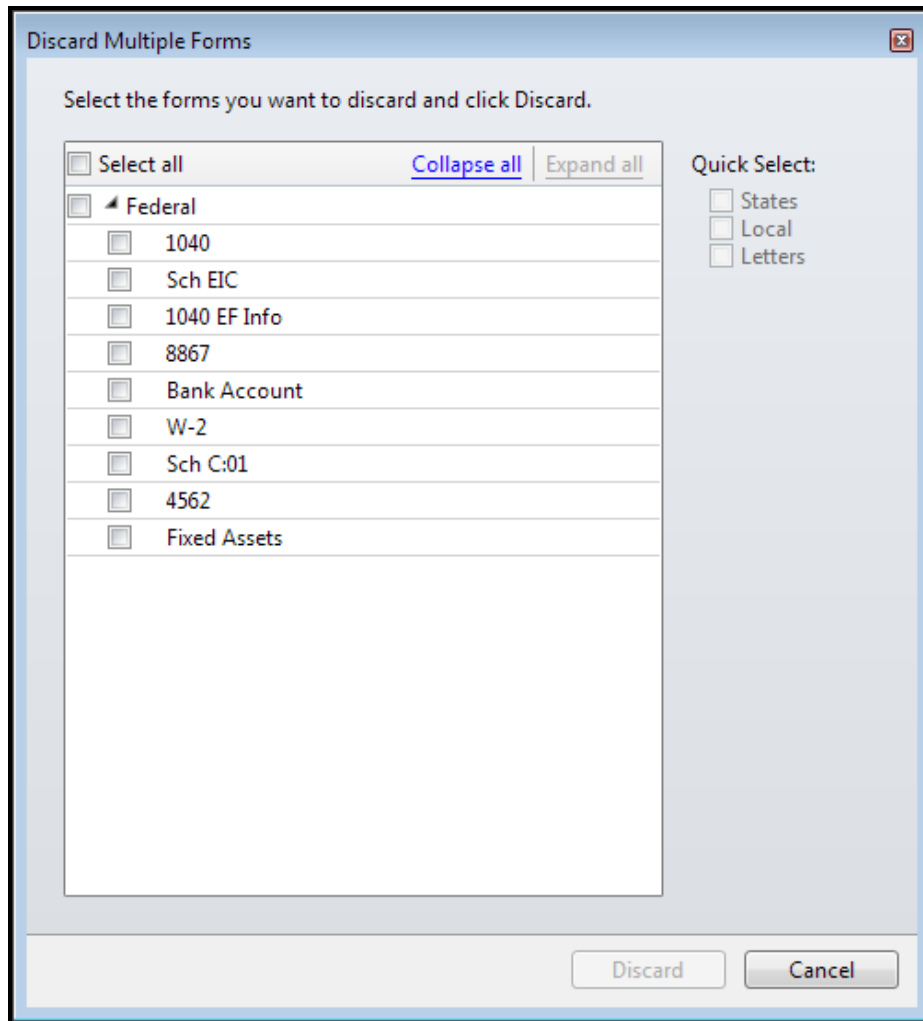 Discard Multiple Forms
Select the forms you want to discard and click Discard.
Select all Collapse all Expand all
Federal
1040
Sch EIC
1040 EF Info
8867
Bank Account
W-2
Sch C:01
4562
Fixed Assets
Quick Select:
States
Local
Letters
Discard Cancel